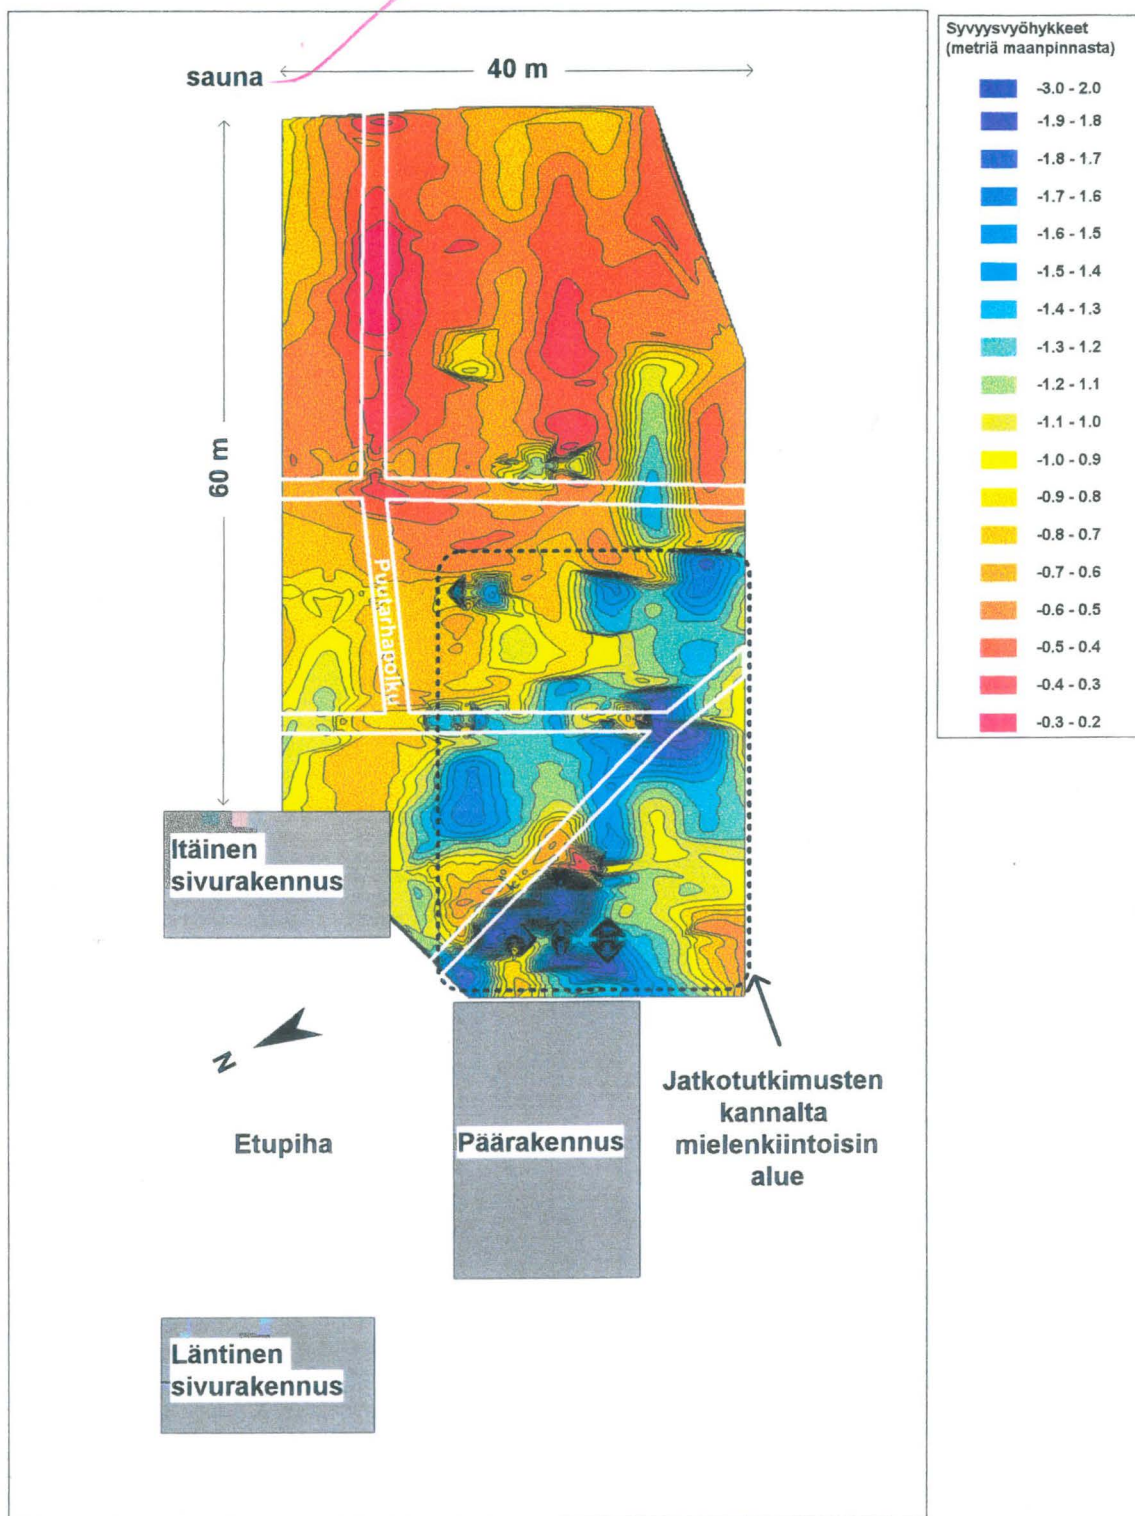 sauna
40 m
60 m
Puutarhapolku
Itäinen
sivurakennus
N
Etupiha
Päärakennus
Jatkotutkimusten
kannalta
mielenkiintoisin
alue
Läntinen
sivurakennus
Syvyysvyöhykkeet
(metriä maanpinnasta)
-3.0 - 2.0
-1.9 - 1.8
-1.8 - 1.7
-1.7 - 1.6
-1.6 - 1.5
-1.5 - 1.4
-1.4 - 1.3
-1.3 - 1.2
-1.2 - 1.1
-1.1 - 1.0
-1.0 - 0.9
-0.9 - 0.8
-0.8 - 0.7
-0.7 - 0.6
-0.6 - 0.5
-0.5 - 0.4
-0.4 - 0.3
-0.3 - 0.2